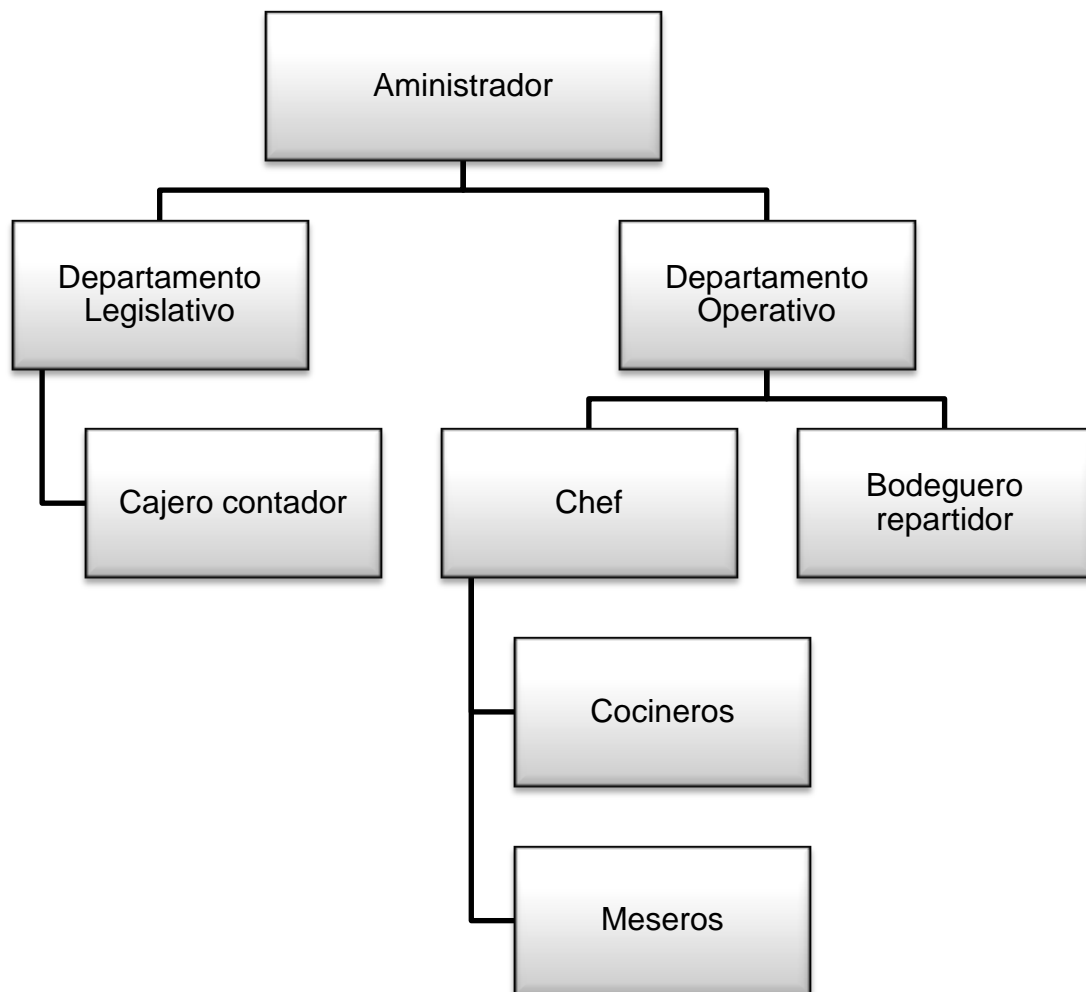 Aministrador
Departamento
Legislativo
Departamento
Operativo
Cajero contador
Chef
Bodeguero
repartidor
Cocineros
Meseros